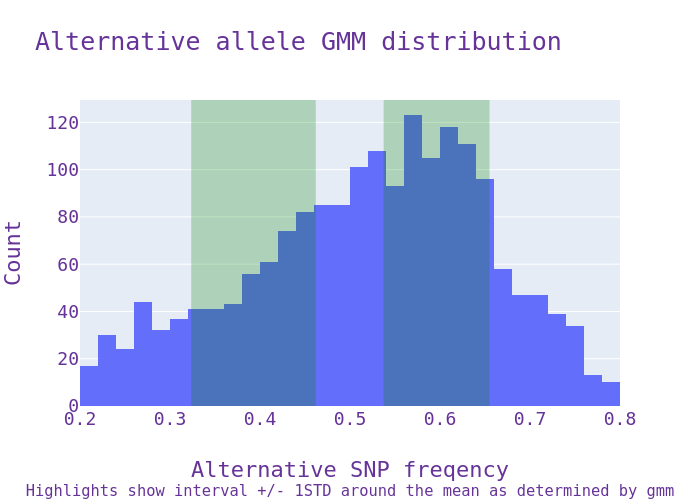 Alternative allele GMM distribution
120
100
80
60
40
20
0
Count
0.2 0.3 0.4 0.5 0.6 0.7 0.8
Alternative SNP freqency
Highlights show interval +/- 1STD around the mean as determined by gmm